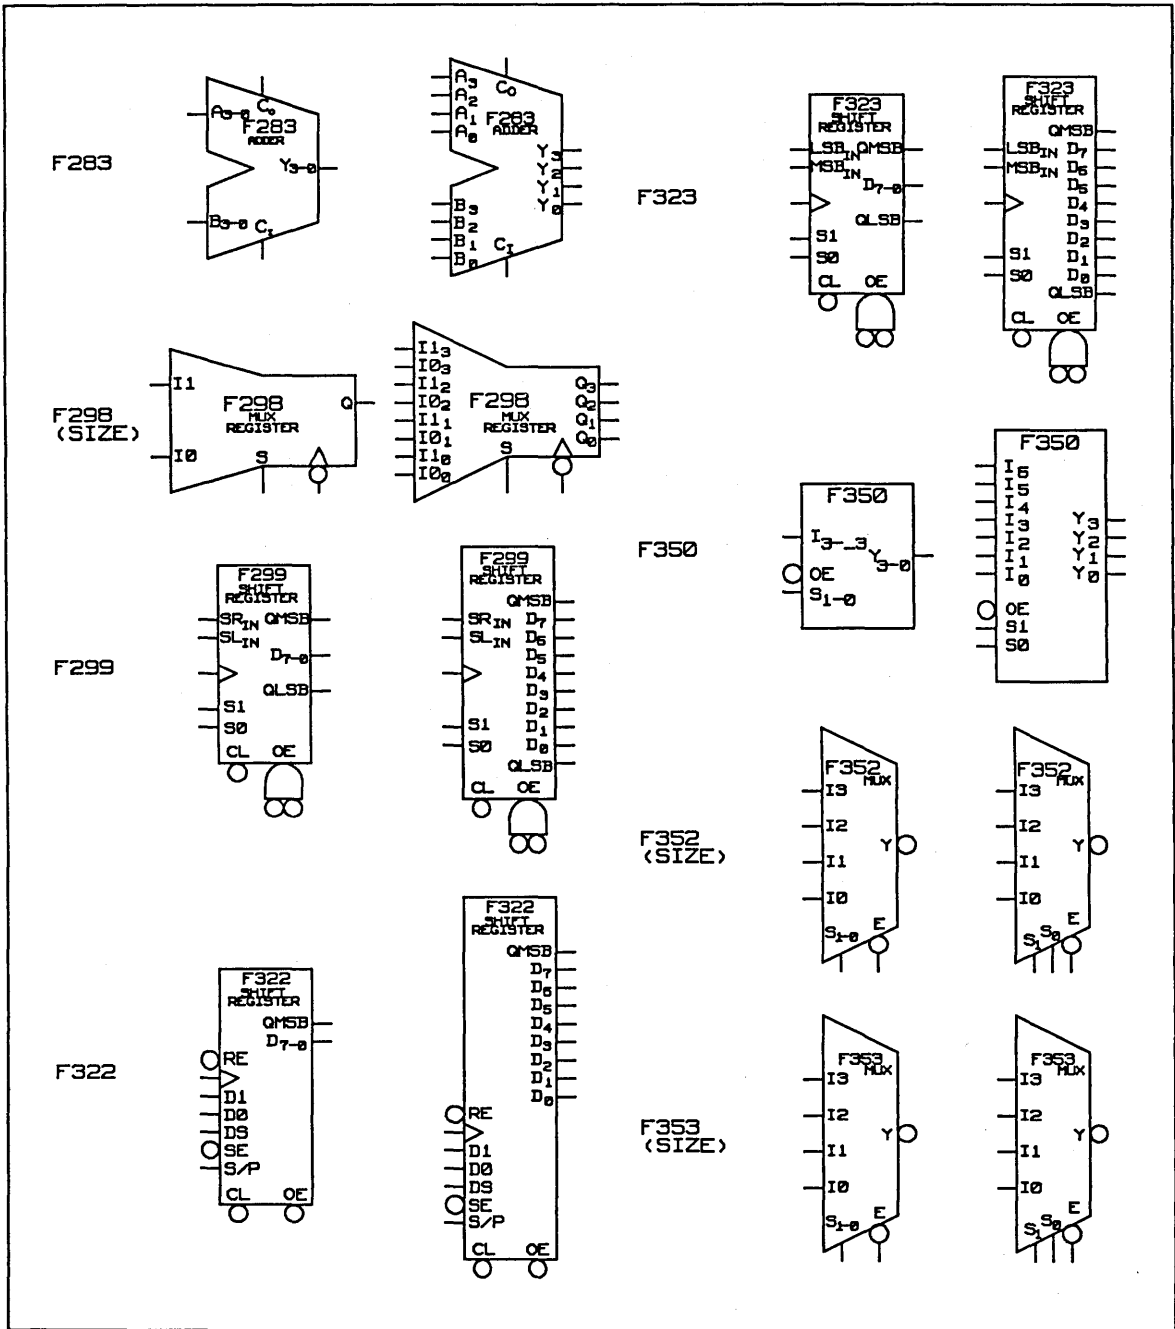 F283
A3-0
Co
F283
ADDER
Y3-0
B3-0
CI
A3
A2
A1
A0
CO
F283
ADDER
Y3
Y2
Y1
Y0
B3
B2
B1
B0
CI
F298
(SIZE)
I1
F298
MUX
REGISTER
Q
I0
S
I13
I03
I12
I02
I11
I01
I10
I00
F298
MUX
REGISTER
Q3
Q2
Q1
Q0
S
F299
F299
SHIFT
REGISTER
SRIN QMSB
SLIN
D7-0
QLSB
S1
S0
CL OE
F299
SHIFT
REGISTER
QMSB
SRIN D7
SLIN D6
D5
D4
D3
D2
S1 D1
S0 D0
QLSB
CL OE
F322
F322
SHIFT
REGISTER
QMSB
D7-0
RE
D1
D0
DS
SE
S/P
CL OE
F322
SHIFT
REGISTER
QMSB
D7
D6
D5
D4
D3
D2
D1
D0
RE
D1
D0
DS
SE
S/P
CL OE
F323
F323
SHIFT
REGISTER
LSBIN QMSB
MSBIN
D7-0
QLSB
S1
S0
CL OE
F323
SHIFT
REGISTER
QMSB
LSBIN D7
MSBIN D6
D5
D4
D3
D2
S1 D1
S0 D0
QLSB
CL OE
F350
F350
I3-_3
Y3-0
OE
S1-0
F350
I6
I5
I4
I3 Y3
I2 Y2
I1 Y1
I0 Y0
OE
S1
S0
F352
(SIZE)
F352
MUX
I3
I2
Y
I1
I0
S1-0 E
F352
MUX
I3
I2
Y
I1
I0
S1 S0 E
F353
(SIZE)
F353
MUX
I3
I2
Y
I1
I0
S1-0 E
F353
MUX
I3
I2
Y
I1
I0
S1 S0 E